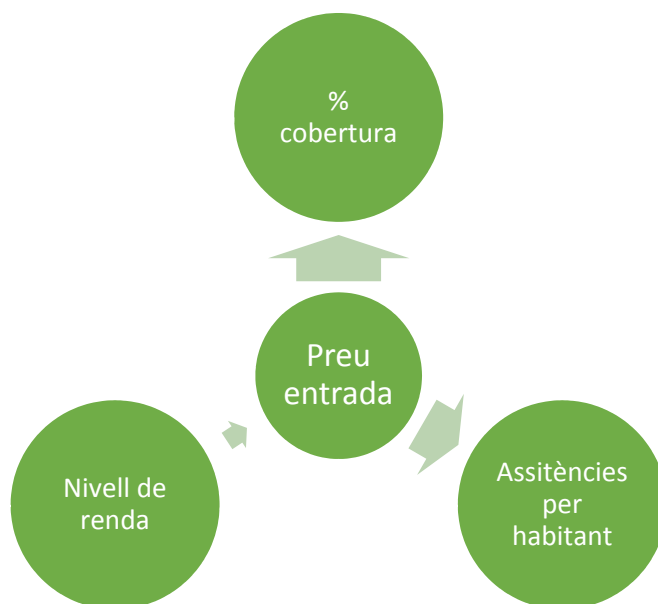 %
cobertura
Preu
entrada
Nivell de
renda
Assitències
per
habitant